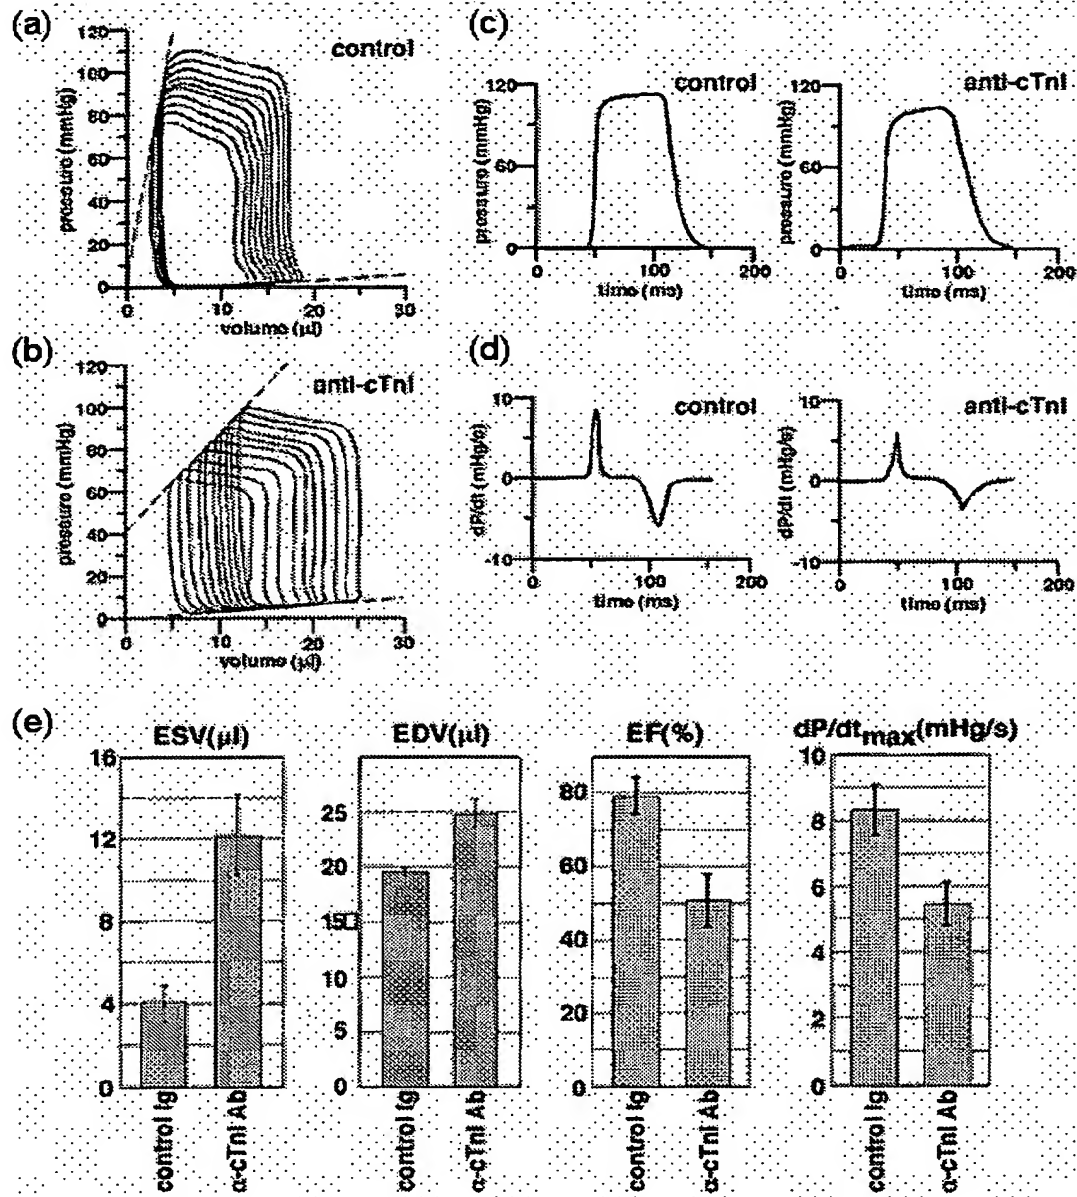 (a)
control
pressure (mmHg)
120
100
80
60
40
20
0
0 10 20 30
volume (µl)
(b)
anti-cTnI
pressure (mmHg)
120
100
80
60
40
20
0
0 10 20 30
volume (µl)
(c)
control
pressure (mmHg)
120
60
0
0 100 200
time (ms)
anti-cTnI
pressure (mmHg)
120
60
0
0 100 200
time (ms)
(d)
control
dP/dt (mHg/s)
10
0
-10
0 100 200
time (ms)
anti-cTnI
dP/dt (mHg/s)
10
0
-10
0 100 200
time (ms)
(e)
ESV(µl)
16
12
8
4
0
control Ig
α-cTnI Ab
EDV(µl)
25
20
15
10
5
0
control Ig
α-cTnI Ab
EF(%)
80
60
40
20
0
control Ig
α-cTnI Ab
dP/dtmax(mHg/s)
10
8
6
4
2
0
control Ig
α-cTnI Ab